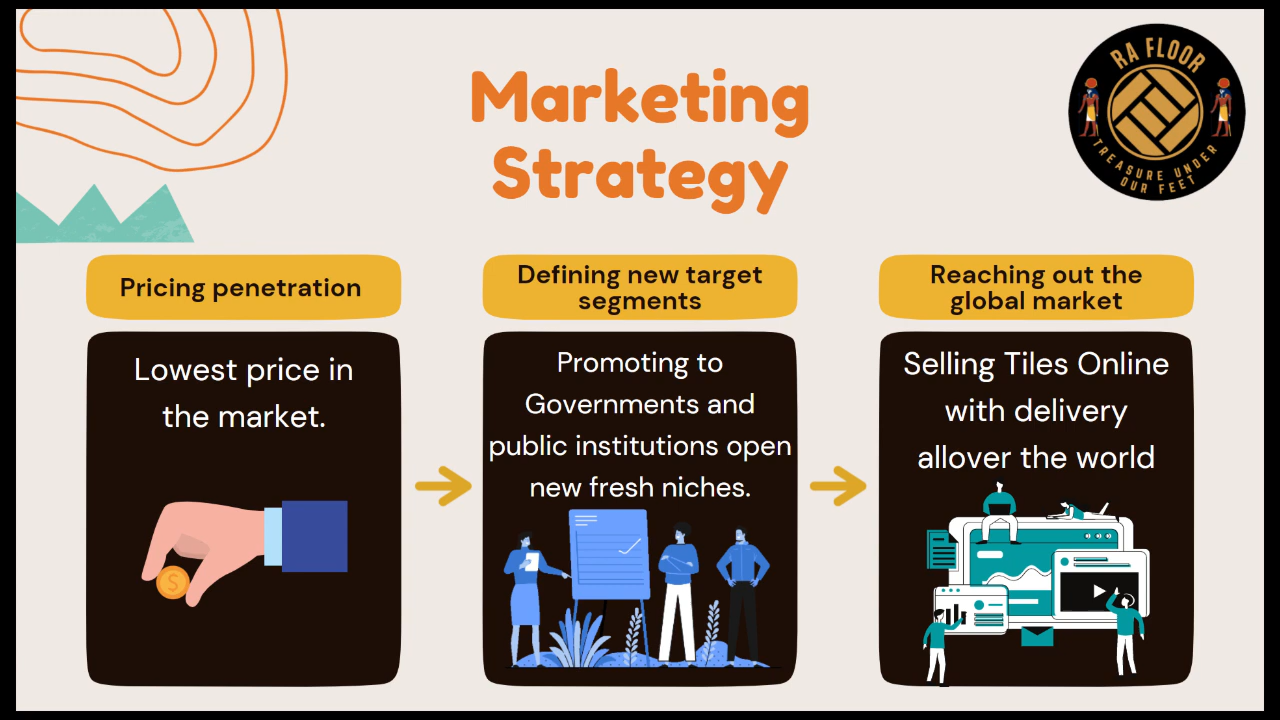 Marketing
Strategy
RA FLOOR
TREASURE UNDER
OUR FEET
Pricing penetration
Lowest price in
the market.
$
Defining new target
segments
Promoting to
Governments and
public institutions open
new fresh niches.
Reaching out the
global market
Selling Tiles Online
with delivery
allover the world